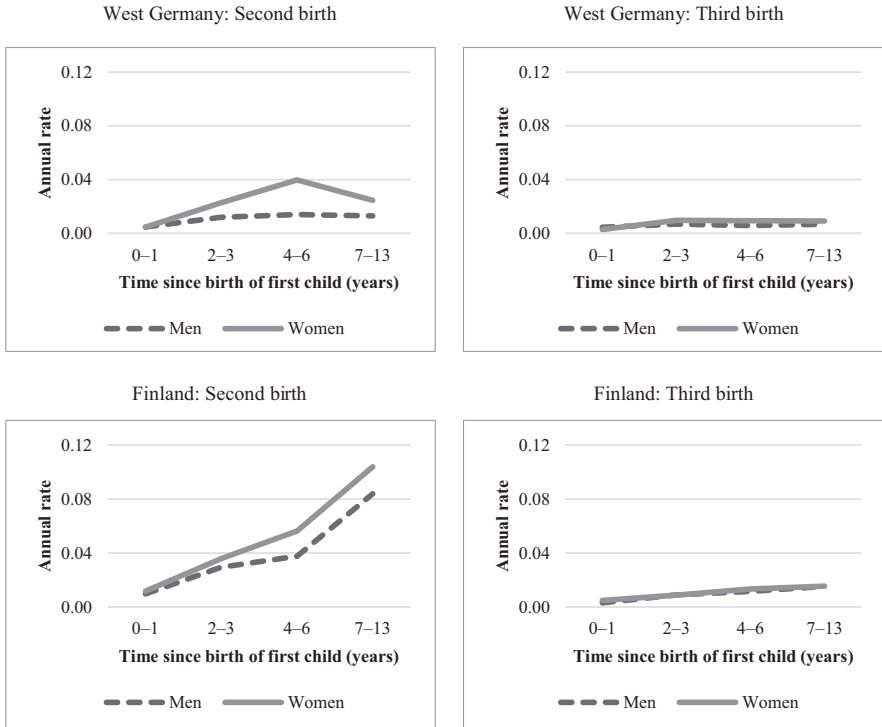 West Germany: Second birth
0.12
0.08
0.04
0.00
Annual rate
0–1 2–3 4–6 7–13
Time since birth of first child (years)
Men Women
West Germany: Third birth
0.12
0.08
0.04
0.00
Annual rate
0–1 2–3 4–6 7–13
Time since birth of first child (years)
Men Women
Finland: Second birth
0.12
0.08
0.04
0.00
Annual rate
0–1 2–3 4–6 7–13
Time since birth of first child (years)
Men Women
Finland: Third birth
0.12
0.08
0.04
0.00
Annual rate
0–1 2–3 4–6 7–13
Time since birth of first child (years)
Men Women